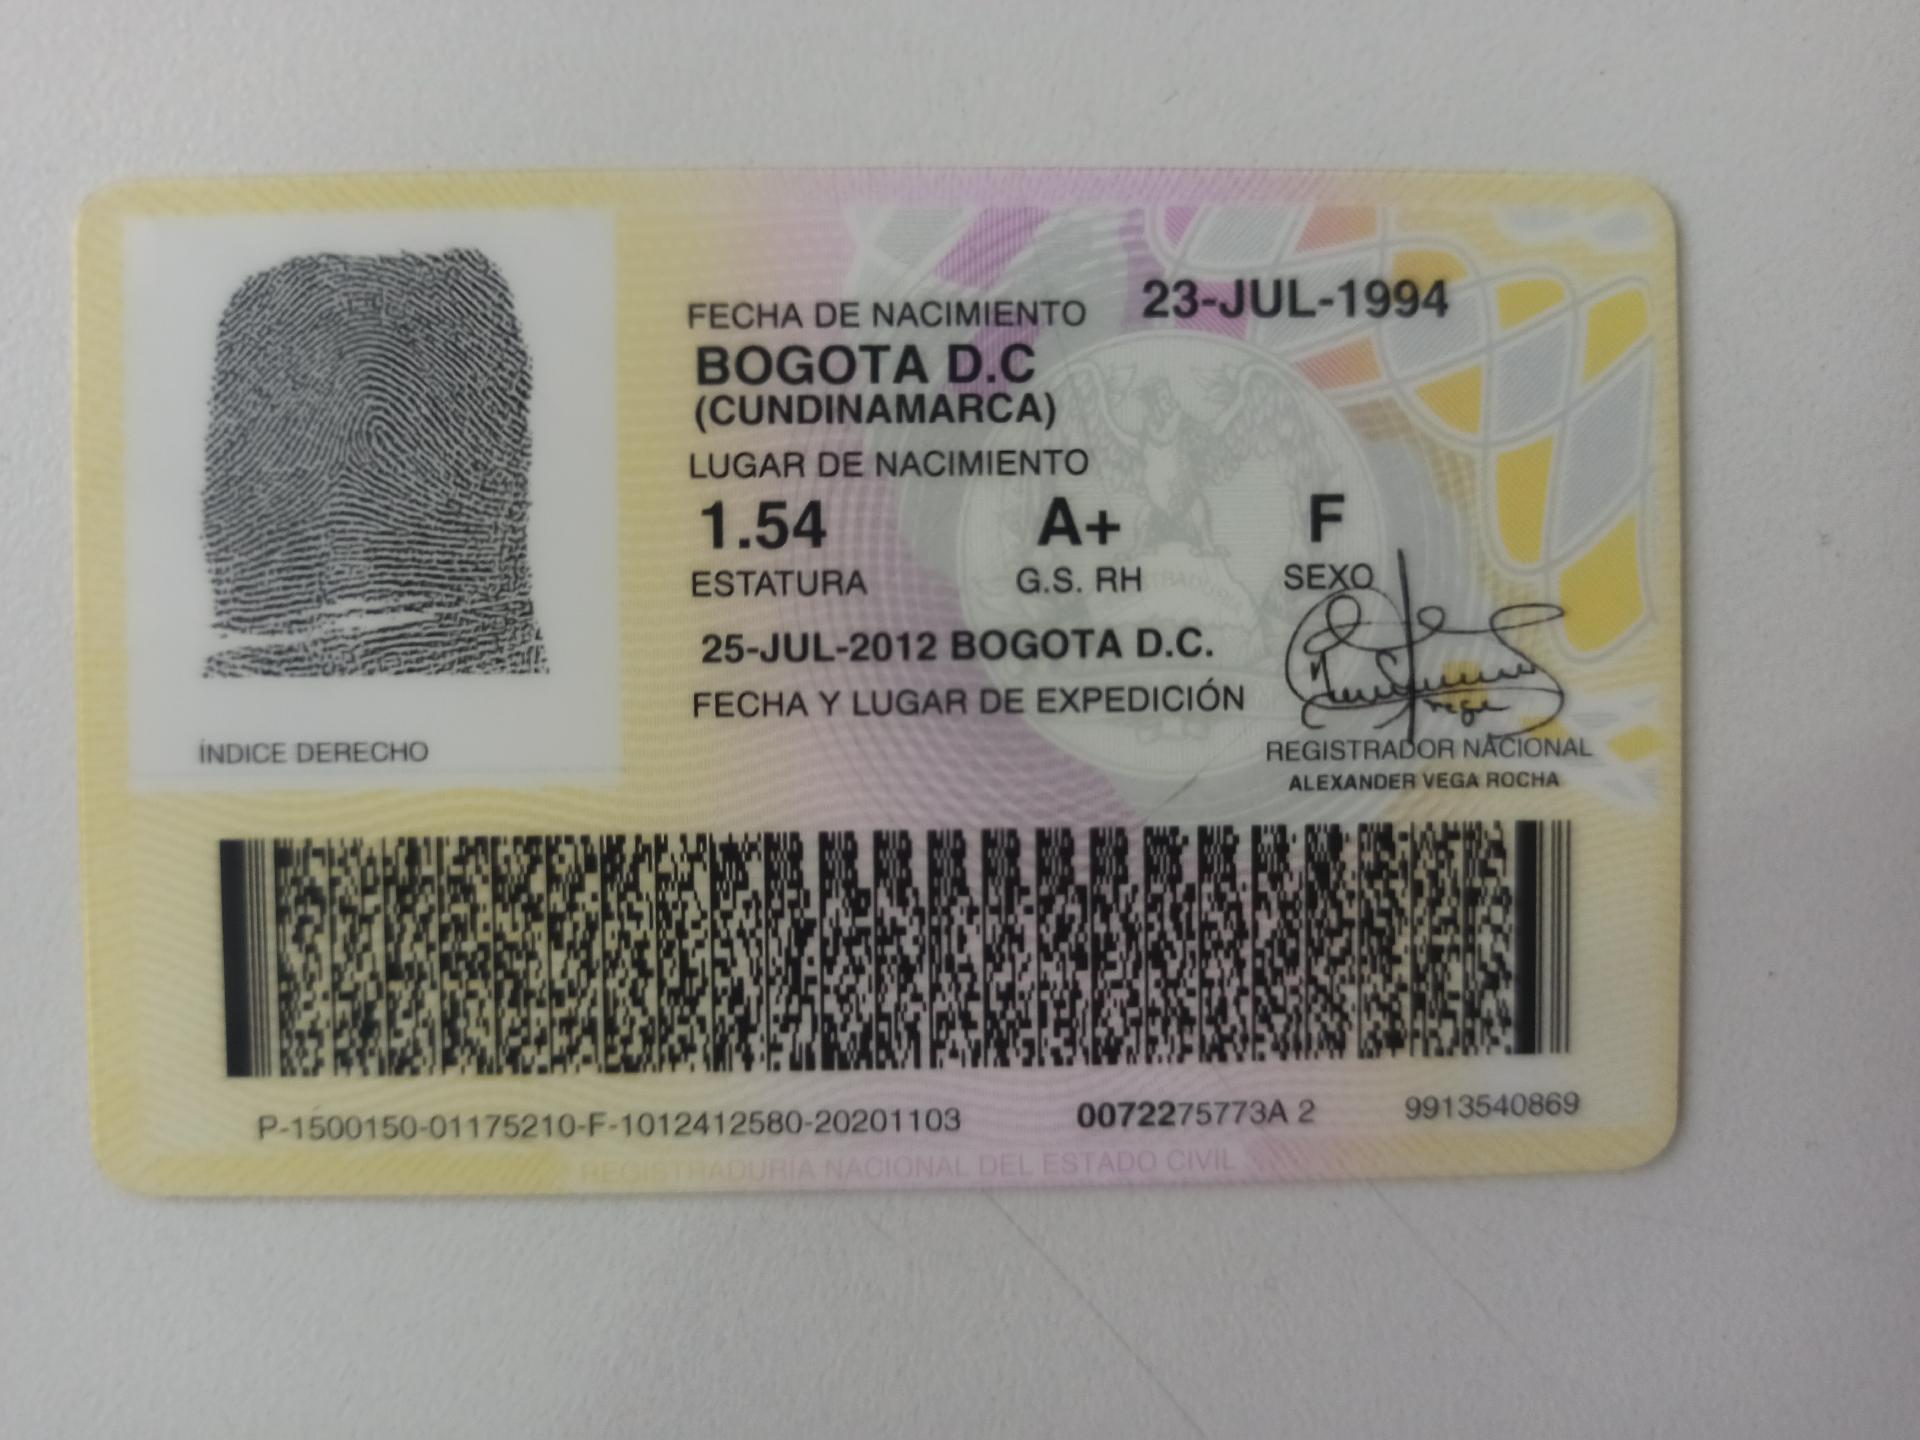 FECHA DE NACIMIENTO 23-JUL-1994
BOGOTA D.C
(CUNDINAMARCA)
LUGAR DE NACIMIENTO
1.54 A+ F
ESTATURA G.S. RH SEXO
25-JUL-2012 BOGOTA D.C.
FECHA Y LUGAR DE EXPEDICIÓN
ÍNDICE DERECHO
REGISTRADOR NACIONAL
ALEXANDER VEGA ROCHA
P-1500150-01175210-F-1012412580-20201103 0072275773A 2 9913540869
REGISTRADURÍA NACIONAL DEL ESTADO CIVIL